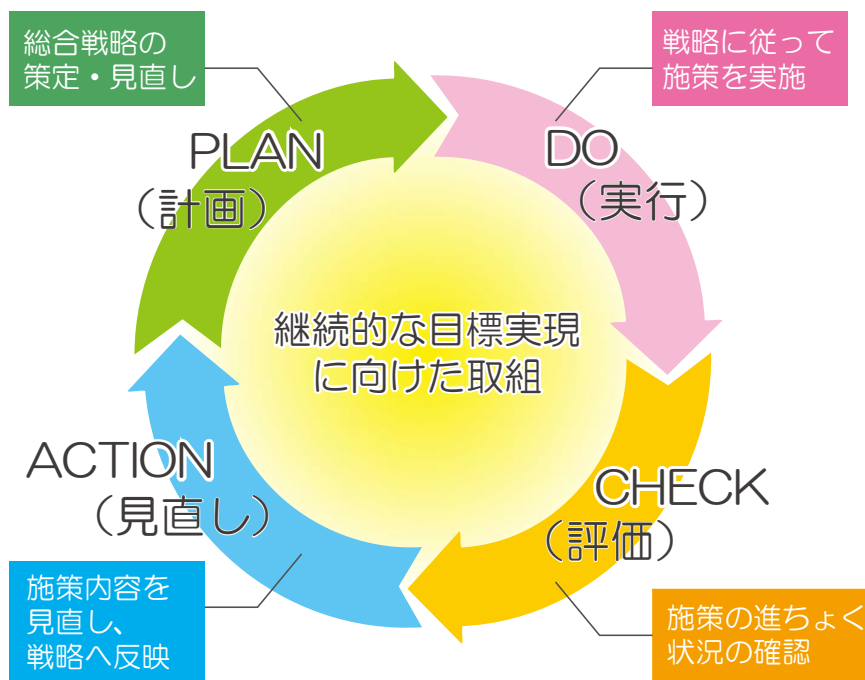 総合戦略の
策定・見直し
戦略に従って
施策を実施
PLAN
（計画）
DO
（実行）
継続的な目標実現
に向けた取組
ACTION
（見直し）
CHECK
（評価）
施策内容を
見直し、
戦略へ反映
施策の進ちょく
状況の確認